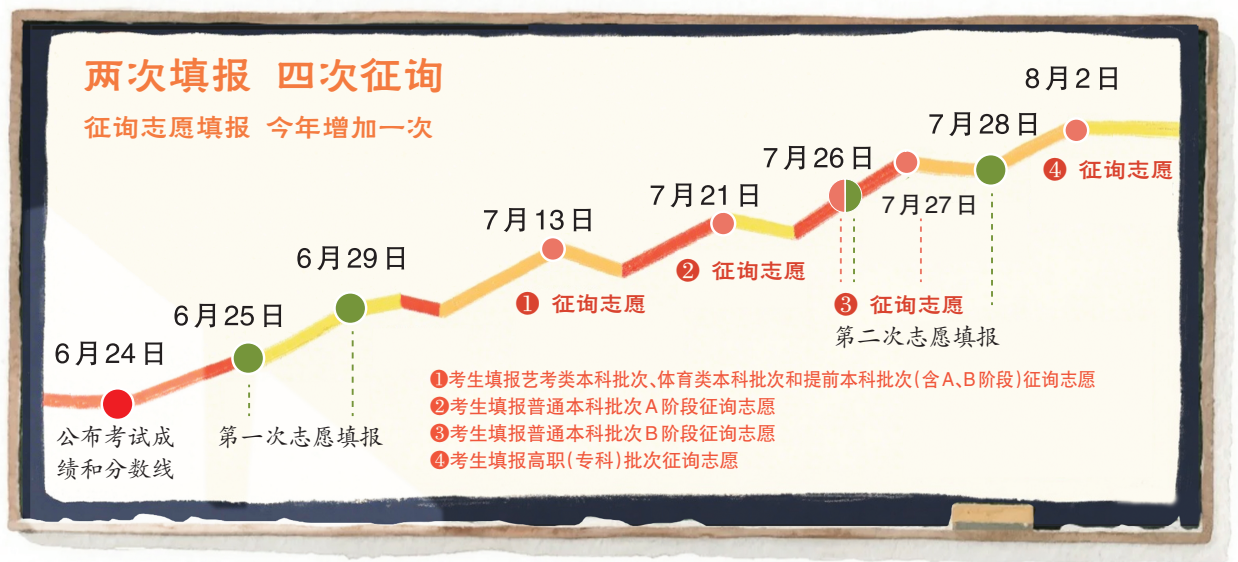 两次填报 四次征询
征询志愿填报 今年增加一次
6月24日
公布考试成
绩和分数线
6月25日
6月29日
第一次志愿填报
7月13日
❶ 征询志愿
7月21日
❷ 征询志愿
7月26日
7月27日
❸ 征询志愿
7月28日
第二次志愿填报
8月2日
❹ 征询志愿
❶考生填报艺考类本科批次、体育类本科批次和提前本科批次(含A、B阶段)征询志愿
❷考生填报普通本科批次A阶段征询志愿
❸考生填报普通本科批次B阶段征询志愿
❹考生填报高职(专科)批次征询志愿